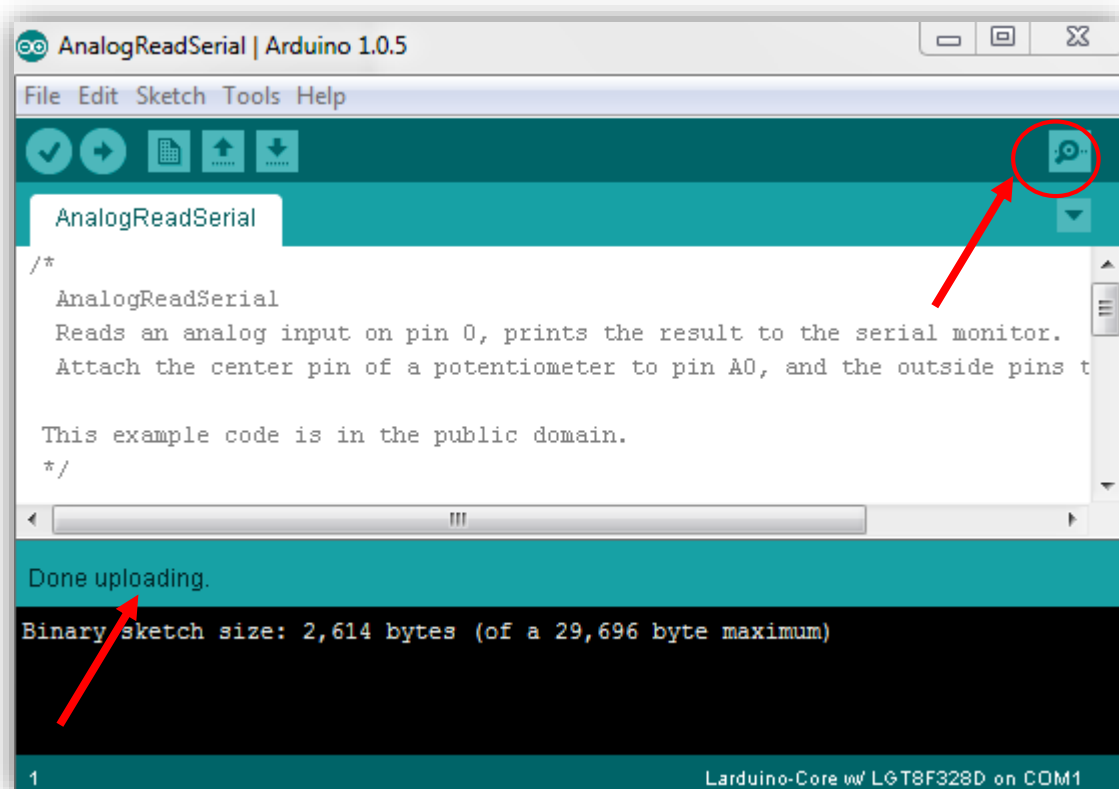 AnalogReadSerial | Arduino 1.0.5
File Edit Sketch Tools Help
AnalogReadSerial
/*
AnalogReadSerial
Reads an analog input on pin 0, prints the result to the serial monitor.
Attach the center pin of a potentiometer to pin A0, and the outside pins t
This example code is in the public domain.
*/
Done uploading.
Binary sketch size: 2,614 bytes (of a 29,696 byte maximum)
1
Larduino-Core w/ LGT8F328D on COM1